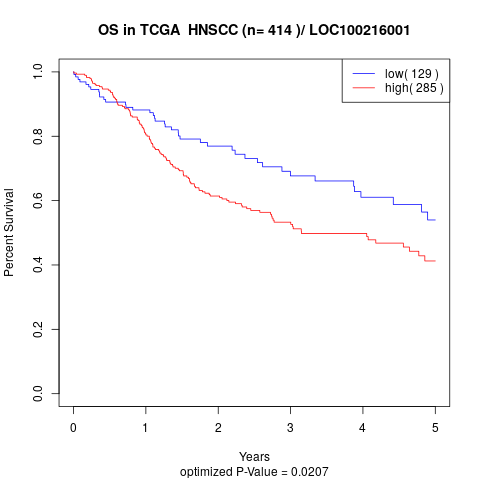 OS in TCGA  HNSCC (n= 414 )/ LOC100216001
low( 129 )
high( 285 )
Percent Survival
1.0
0.8
0.6
0.4
0.2
0.0
0 1 2 3 4 5
Years
optimized P-Value = 0.0207